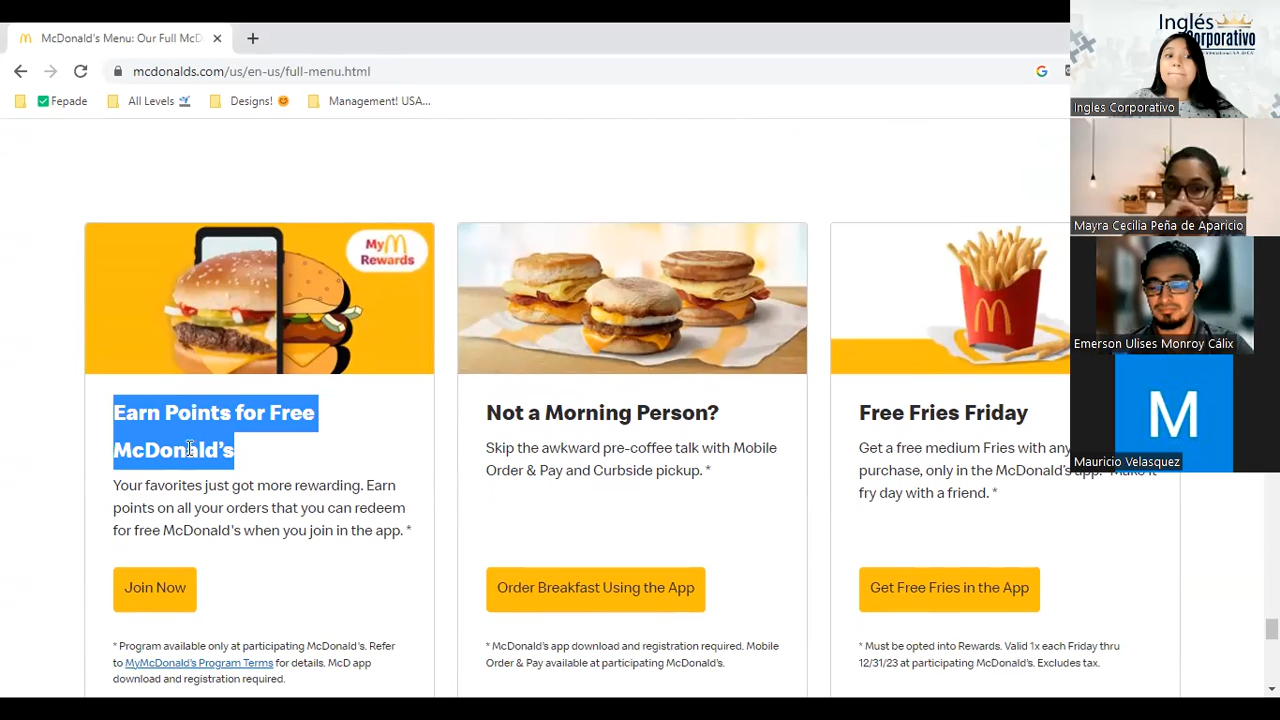 McDonald's Menu: Our Full McD
mcdonalds.com/us/en-us/full-menu.html
Fepade
All Levels
Designs!
Management! USA...
My
Rewards
Earn Points for Free
McDonald's
Your favorites just got more rewarding. Earn
points on all your orders that you can redeem
for free McDonald's when you join in the app. *
Join Now
* Program available only at participating McDonald's. Refer
to MyMcDonald's Program Terms for details. McD app
download and registration required.
Not a Morning Person?
Skip the awkward pre-coffee talk with Mobile
Order & Pay and Curbside pickup. *
Order Breakfast Using the App
* McDonald's app download and registration required. Mobile
Order & Pay available at participating McDonald's.
Free Fries Friday
Get a free medium Fries with any
purchase, only in the McDonald's app. Make it
fry day with a friend. *
Get Free Fries in the App
* Must be opted into Rewards. Valid 1x each Friday thru
12/31/23 at participating McDonald's. Excludes tax.
Inglés
Corporativo
Ingles Corporativo
Mayra Cecilia Peña de Aparicio
Emerson Ulises Monroy Cálix
M
Mauricio Velasquez